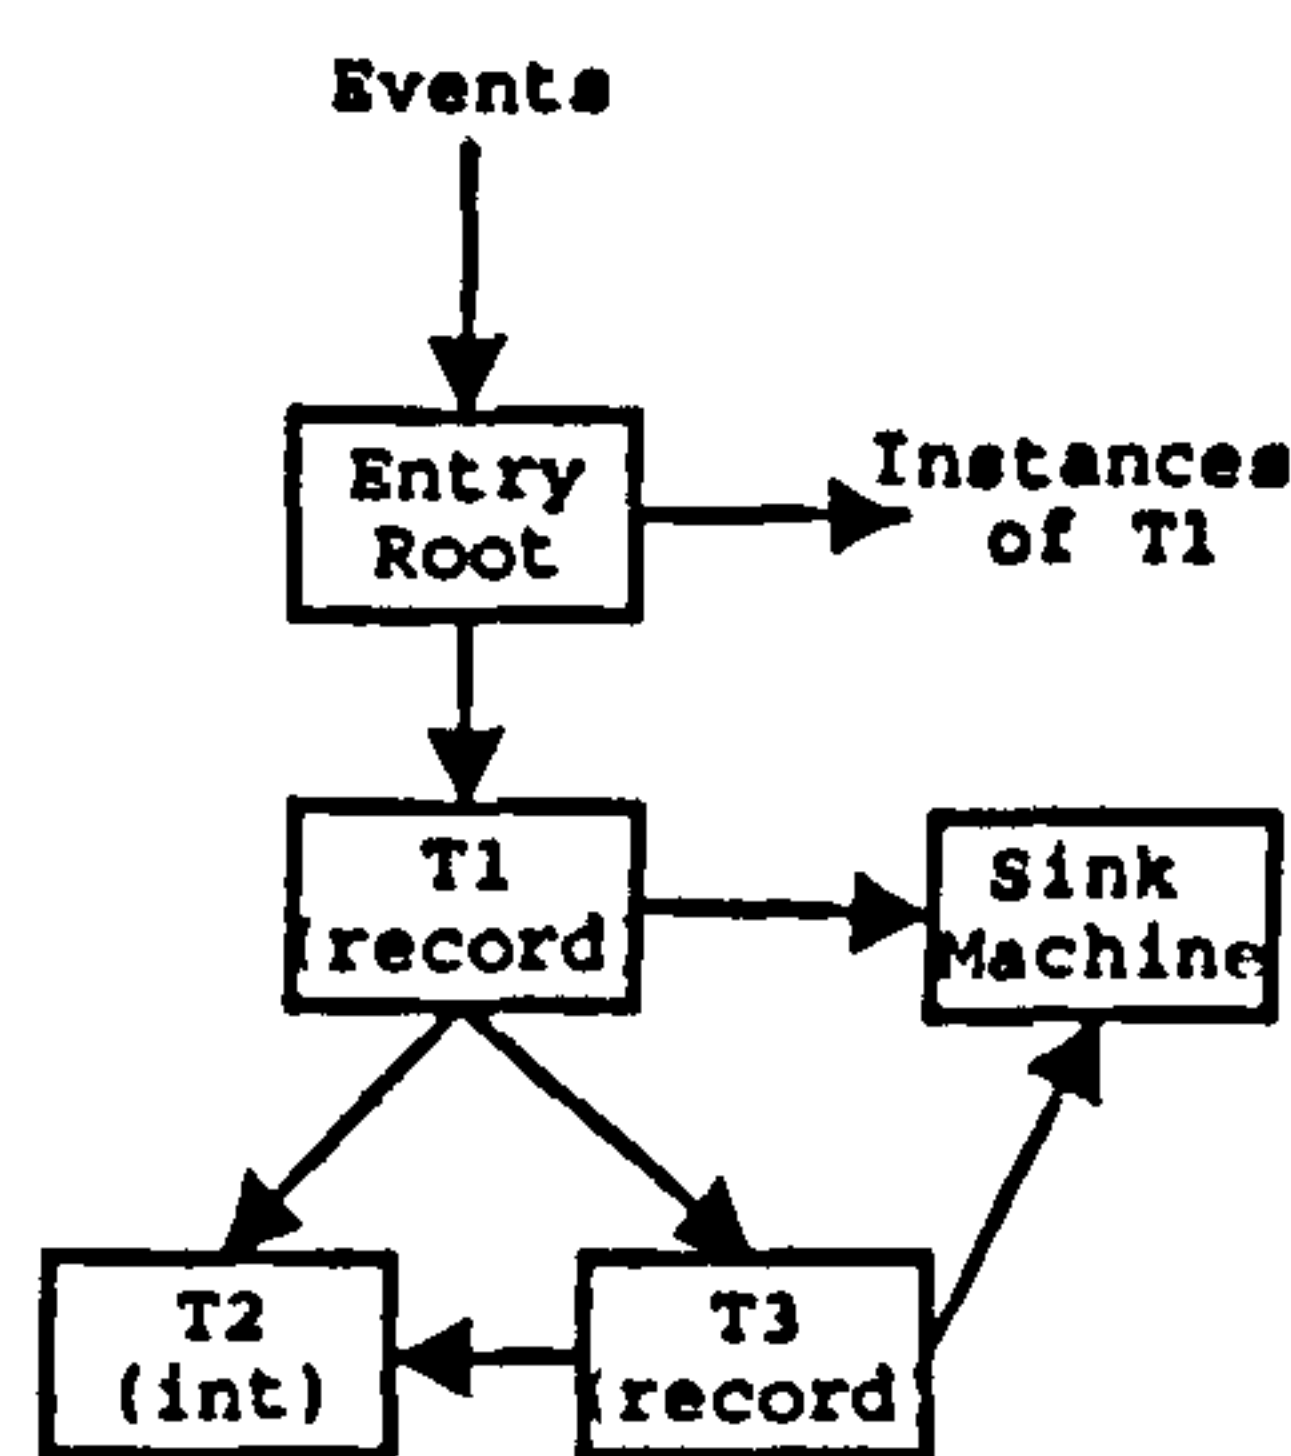 Events
Entry
Root
Instances
of T1
T1
(record
Sink
Machine
T2
(int)
T3
(record